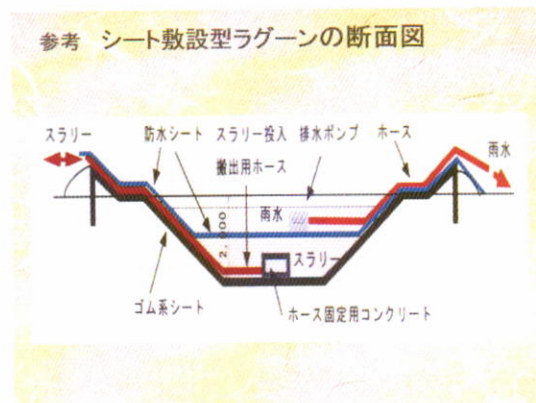 参考 シート敷設型ラグーンの断面図
スラリー
防水シート
スラリー投入
搬出用ホース
排水ポンプ
ホース
雨水
雨水
2,000
スラリー
ゴム系シート
ホース固定用コンクリート